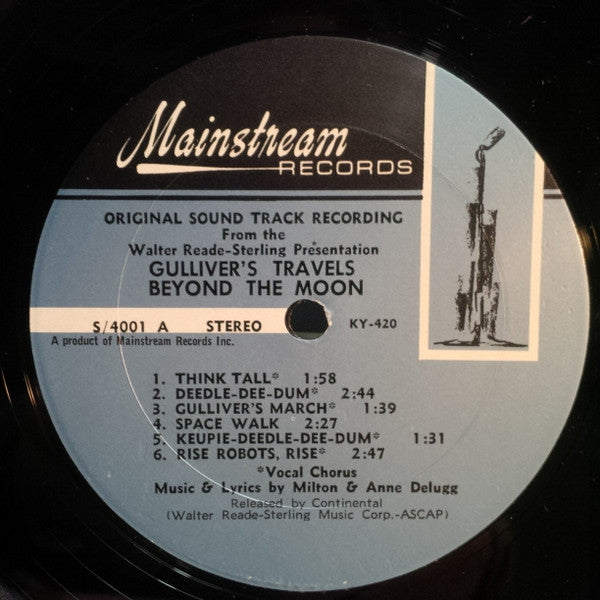 Mainstream
RECORDS
ORIGINAL SOUND TRACK RECORDING
From the
Walter Reade-Sterling Presentation
GULLIVER'S TRAVELS
BEYOND THE MOON
S/4001 A STEREO KY-420
A product of Mainstream Records Inc.
1. THINK TALL* 1:58
2. DEEDLE-DEE-DUM* 2:44
3. GULLIVER'S MARCH* 1:39
4. SPACE WALK 2:27
5. KEUPIE-DEEDLE-DEE-DUM* 1:31
6. RISE ROBOTS, RISE* 2:47
*Vocal Chorus
Music & Lyrics by Milton & Anne Delugg
Released by Continental
(Walter Reade-Sterling Music Corp.-ASCAP)